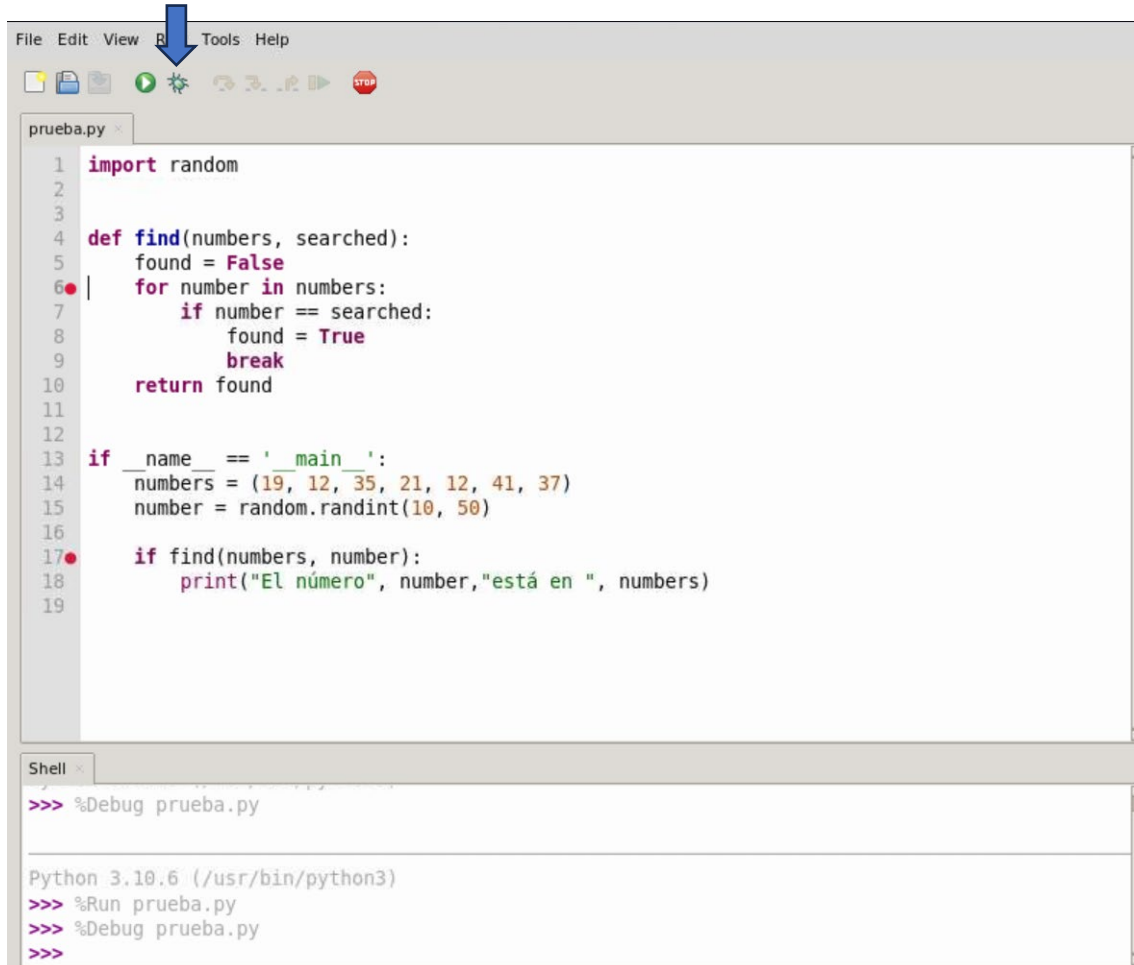 File Edit View Tools Help
STOP
prueba.py ×
1 import random
2
3
4 def find(numbers, searched):
5     found = False
6     for number in numbers:
7         if number == searched:
8             found = True
9             break
10     return found
11
12
13 if __name__ == '__main__':
14     numbers = (19, 12, 35, 21, 12, 41, 37)
15     number = random.randint(10, 50)
16
17     if find(numbers, number):
18         print("El número", number,"está en ", numbers)
19
Shell ×
>>> %Debug prueba.py
Python 3.10.6 (/usr/bin/python3)
>>> %Run prueba.py
>>> %Debug prueba.py
>>>